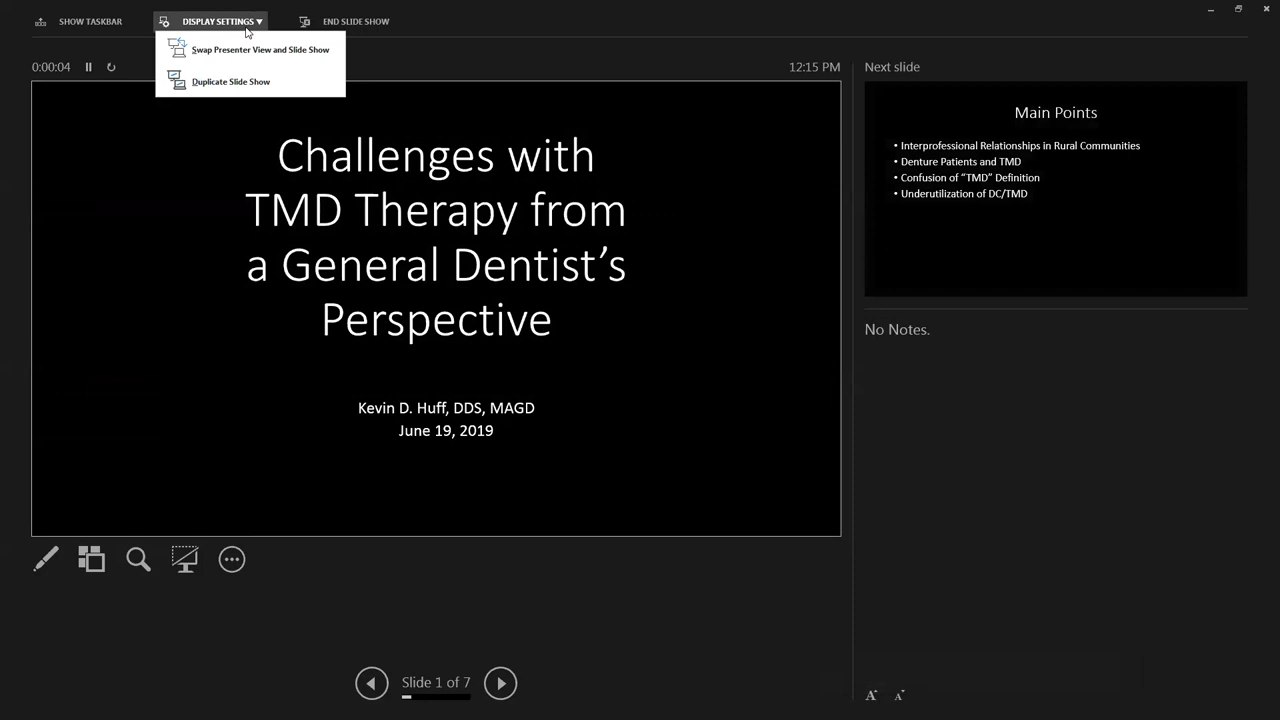 SHOW TASKBAR
DISPLAY SETTINGS ▼
END SLIDE SHOW
Swap Presenter View and Slide Show
Duplicate Slide Show
0:00:04
12:15 PM
Challenges with
TMD Therapy from
a General Dentist’s
Perspective
Kevin D. Huff, DDS, MAGD
June 19, 2019
Slide 1 of 7
Next slide
Main Points
• Interprofessional Relationships in Rural Communities
• Denture Patients and TMD
• Confusion of “TMD” Definition
• Underutilization of DC/TMD
No Notes.
A A